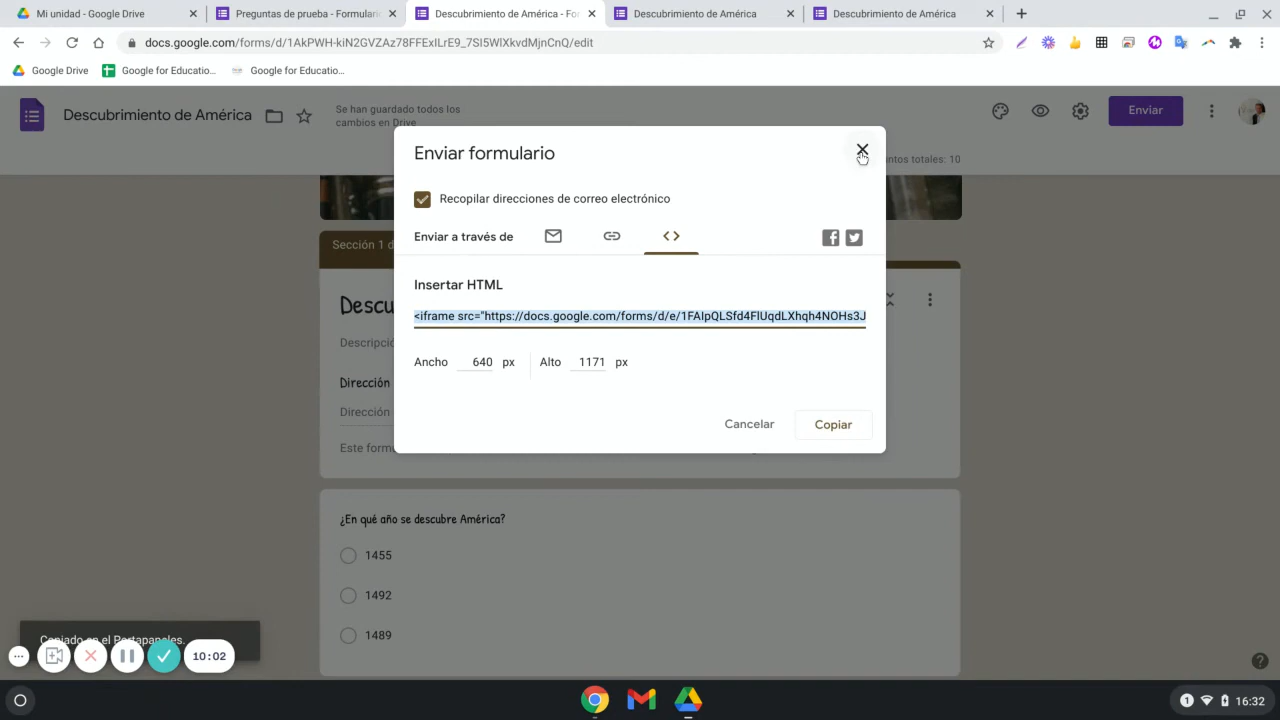 Mi unidad - Google Drive
Preguntas de prueba - Formulari
Descubrimiento de América - Fo
Descubrimiento de América
Descubrimiento de América
docs.google.com/forms/d/1AkPWH-kiN2GVZAz78FFExILrE9_7SI5WlXkvdMjnCnQ/edit
Google Drive
Google for Educatio...
Google for Educatio...
Descubrimiento de América
Se han guardado todos los
cambios en Drive
Enviar
Enviar formulario
ntos totales: 10
Recopilar direcciones de correo electrónico
Enviar a través de
Sección 1 d
Insertar HTML
Descu
<iframe src="https://docs.google.com/forms/d/e/1FAIpQLSfd4FlUqdLXhqh4NOHs3J
Descripció
Ancho 640 px Alto 1171 px
Dirección
Dirección
Cancelar
Copiar
Este form
¿En qué año se descubre América?
1455
1492
1489
Copiado en el Portapapeles.
10:02
1
16:32